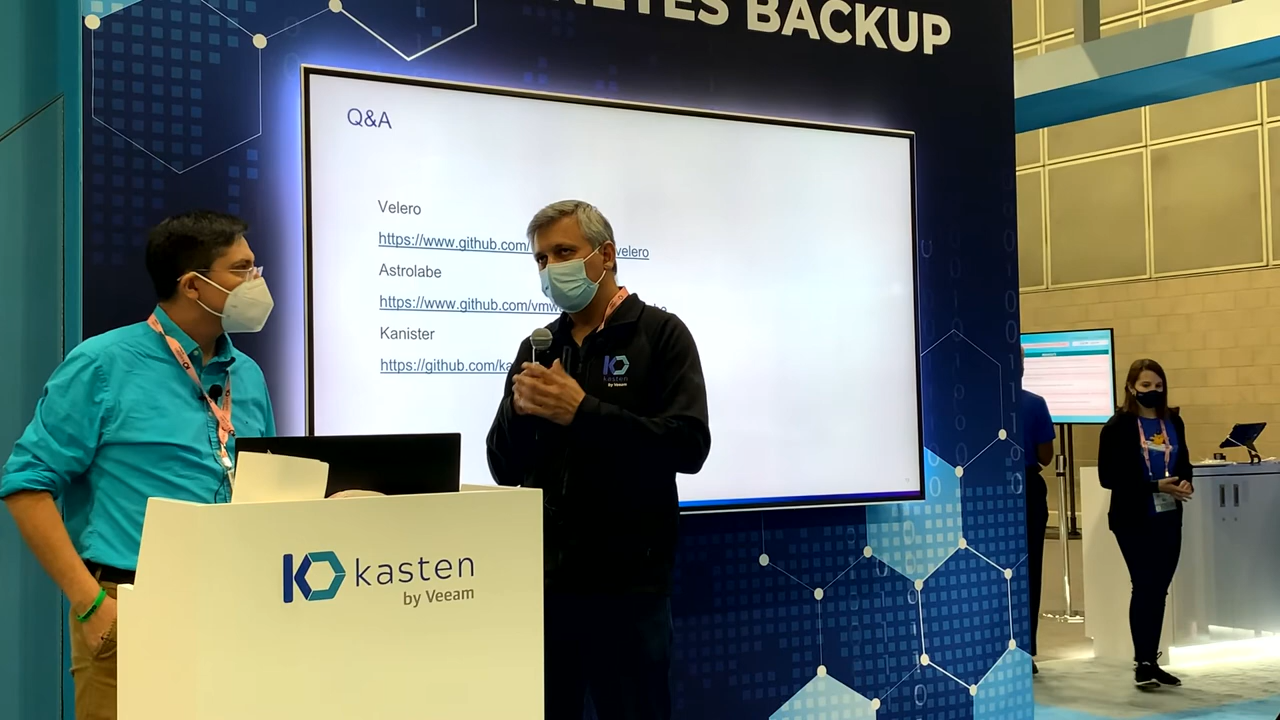 BACKUP
Q&A
Velero
https://www.github.com/
velero
Astrolabe
https://www.github.com/vmw
Kanister
https://github.com/ka
kasten
by Veeam
kasten
by Veeam